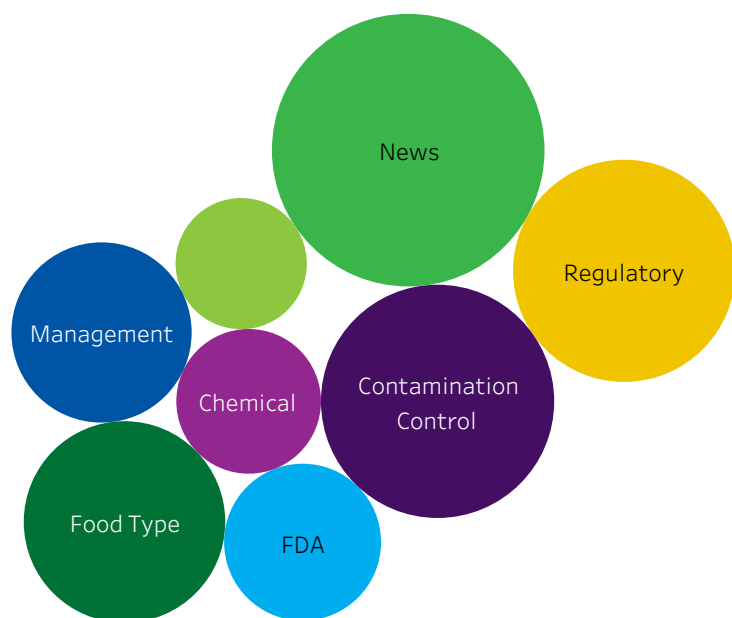 News
Regulatory
Management
Chemical
Contamination
Control
Food Type
FDA